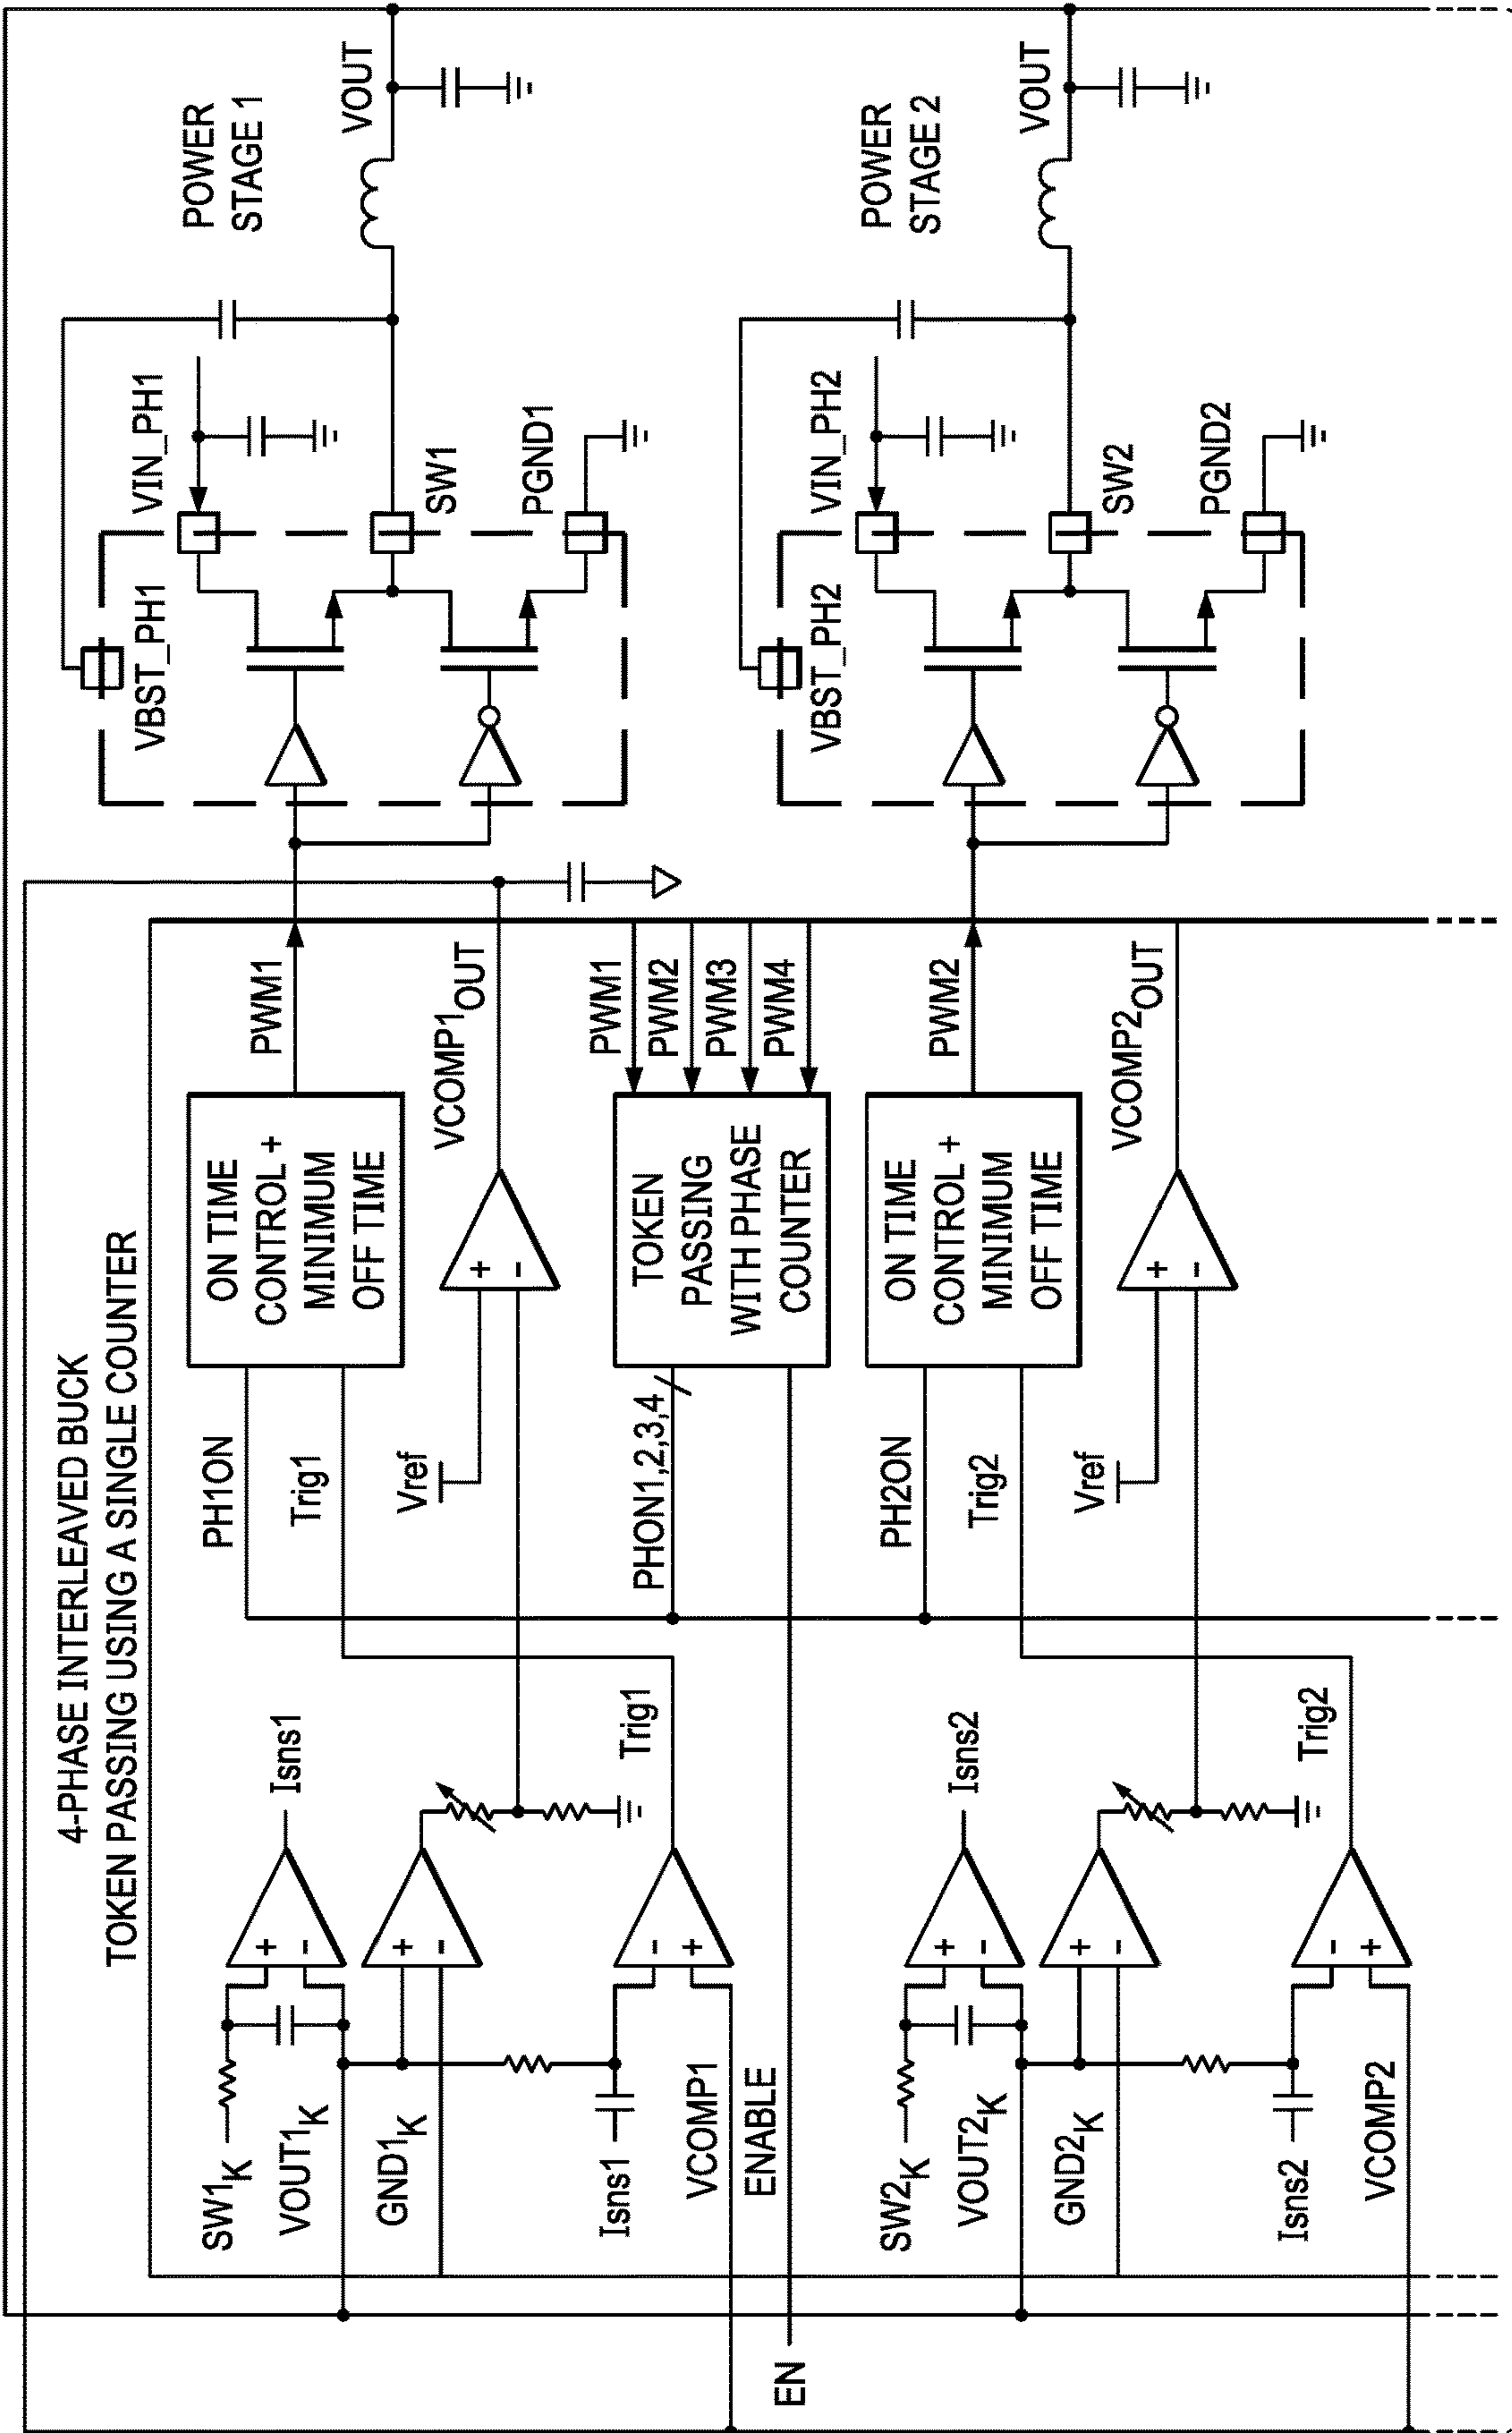 4-PHASE INTERLEAVED BUCK
TOKEN PASSING USING A SINGLE COUNTER
SW1K
VOUT1K
GND1K
Isns1
VCOMP1
ENABLE
EN
+
-
+
-
-
+
Isns1
Trig1
PH1ON
Trig1
Vref
PHON1,2,3,4
ON TIME
CONTROL +
MINIMUM
OFF TIME
+
-
TOKEN
PASSING
WITH PHASE
COUNTER
PWM1
VCOMP1OUT
PWM1
PWM2
PWM3
PWM4
VBST_PH1
VIN_PH1
SW1
PGND1
POWER
STAGE 1
VOUT
SW2K
VOUT2K
GND2K
Isns2
VCOMP2
+
-
+
-
-
+
Isns2
Trig2
PH2ON
Trig2
Vref
ON TIME
CONTROL +
MINIMUM
OFF TIME
+
-
PWM2
VCOMP2OUT
VBST_PH2
VIN_PH2
SW2
PGND2
POWER
STAGE 2
VOUT